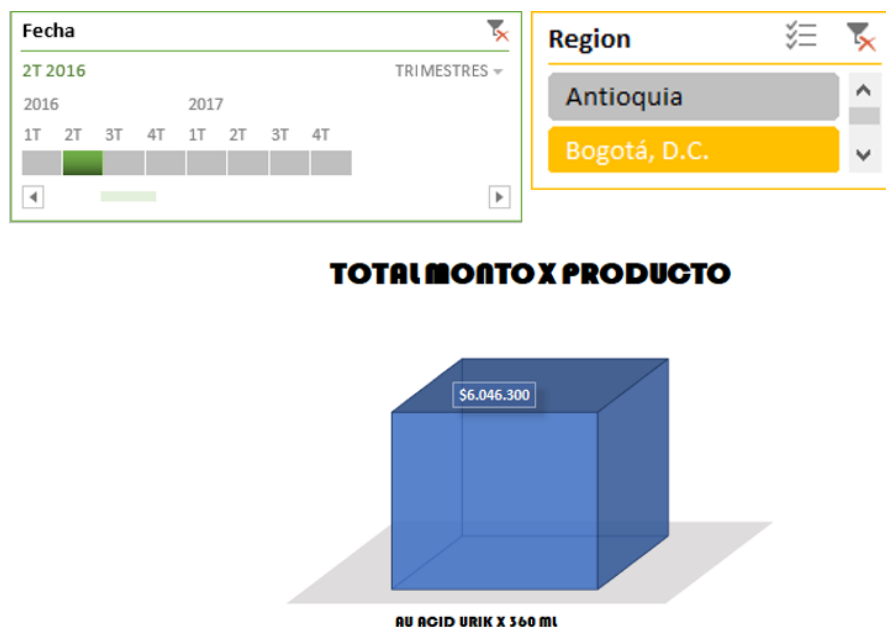 Fecha
2T 2016 TRIMESTRES
2016 2017
1T 2T 3T 4T 1T 2T 3T 4T
Region
Antioquia
Bogotá, D.C.
TOTAL MONTO X PRODUCTO
$6.046.300
AU ACID URIK X 360 ML